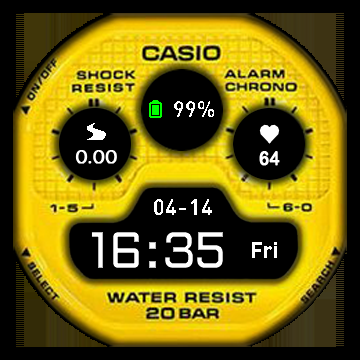 CASIO
ON/OFF
SHOCK
RESIST
ALARM
CHRONO
99%
0.00
64
1-5
6-0
04-14
16:35
Fri
SELECT
SEARCH
WATER RESIST
20 BAR